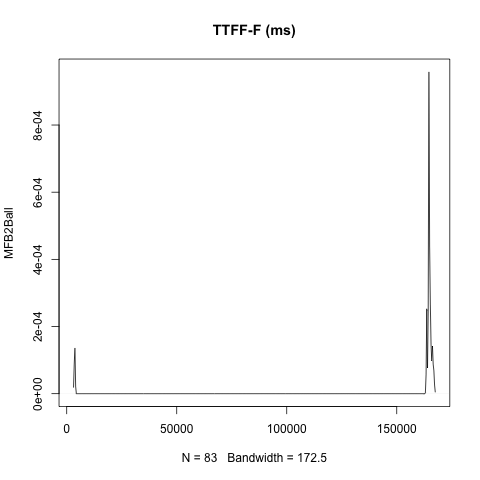 TTFF-F (ms)
MFB2Ball
8e-04
6e-04
4e-04
2e-04
0e+00
0 50000 100000 150000
N = 83 Bandwidth = 172.5